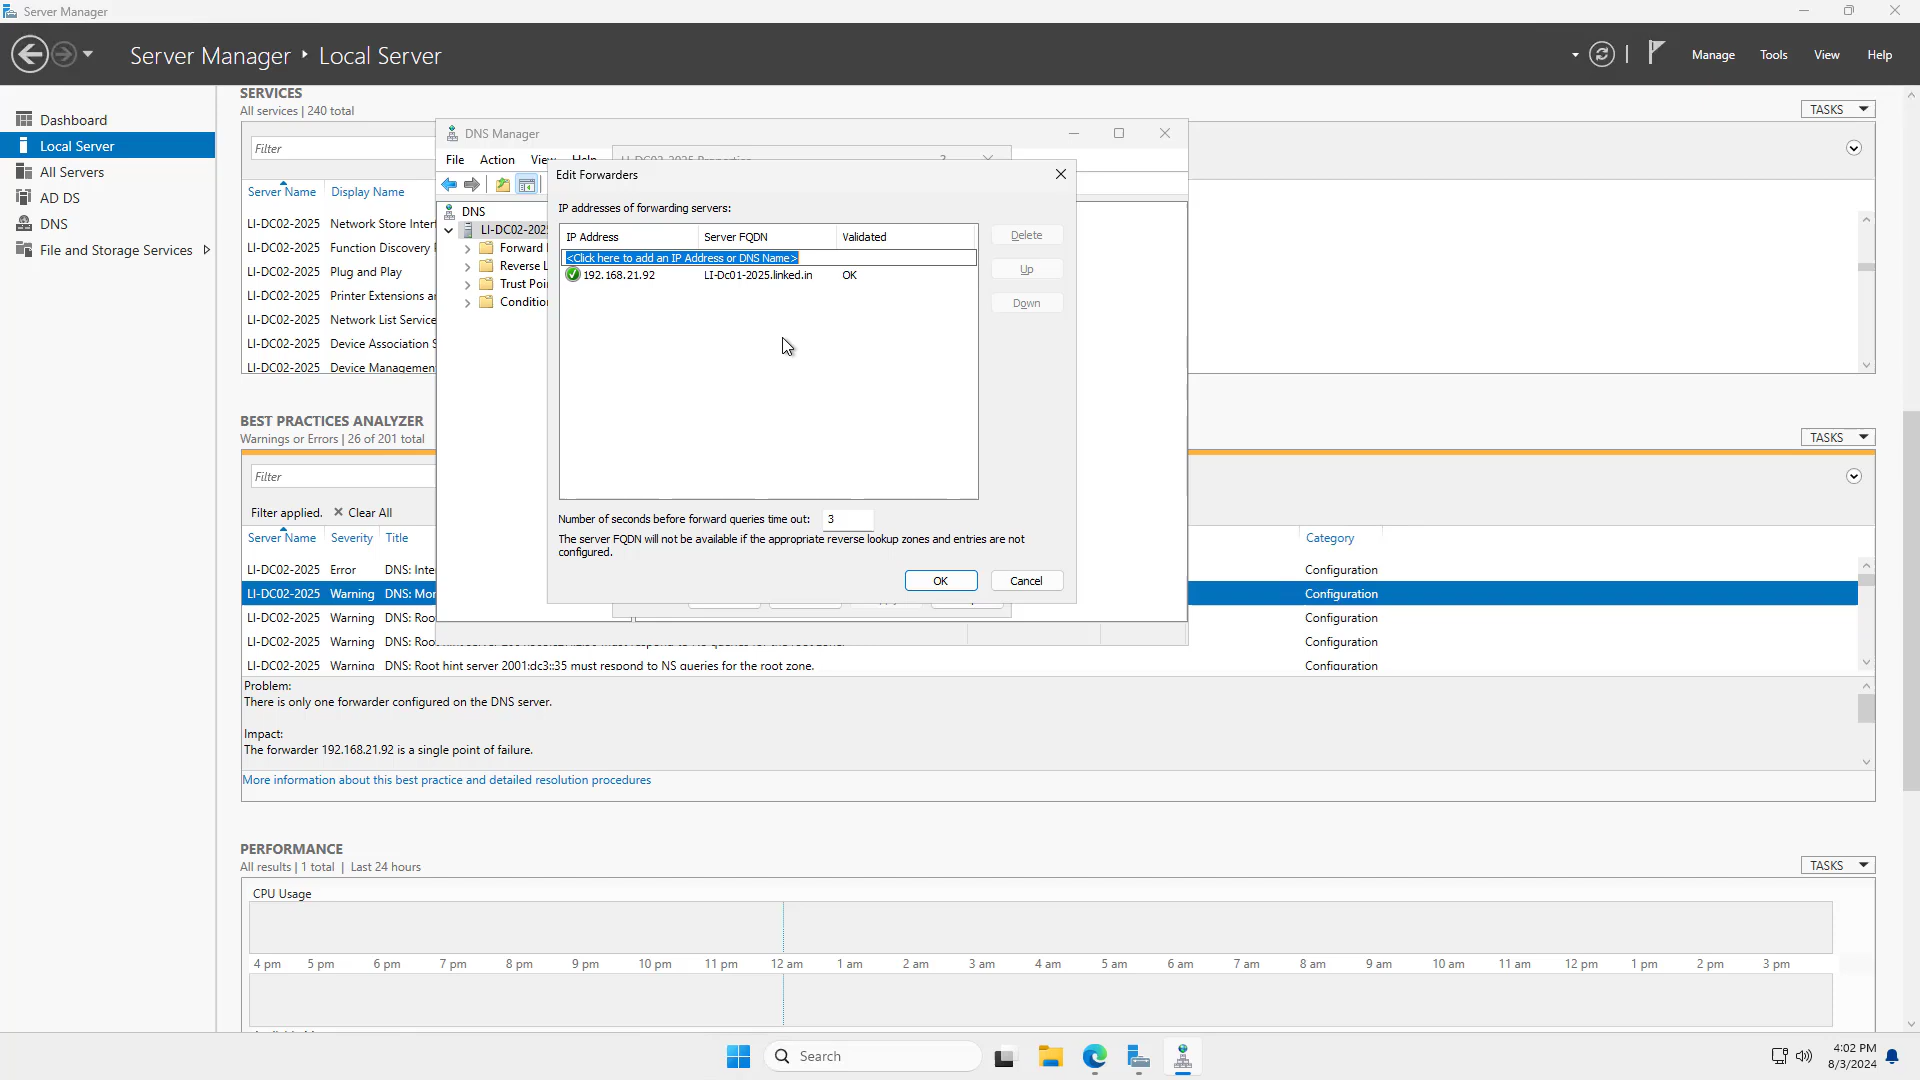 Server Manager
Server Manager ‣ Local Server
Manage
Tools
View
Help
Dashboard
Local Server
All Servers
AD DS
DNS
File and Storage Services
SERVICES
All services | 240 total
TASKS
Filter
Server Name
Display Name
LI-DC02-2025 Network Store Inter
LI-DC02-2025 Function Discovery
LI-DC02-2025 Plug and Play
LI-DC02-2025 Printer Extensions
LI-DC02-2025 Network List Service
LI-DC02-2025 Device Association
LI-DC02-2025 Device Managemen
DNS Manager
File
Action
View
Help
LI-DC02-2025 Properties
DNS
LI-DC02-202
Forward
Reverse L
Trust Poi
Conditio
Edit Forwarders
IP addresses of forwarding servers:
IP Address
Server FQDN
Validated
<Click here to add an IP Address or DNS Name>
192.168.21.92
LI-Dc01-2025.linked.in
OK
Delete
Up
Down
Number of seconds before forward queries time out:
3
The server FQDN will not be available if the appropriate reverse lookup zones and entries are not
configured.
OK
Cancel
BEST PRACTICES ANALYZER
Warnings or Errors | 26 of 201 total
TASKS
Filter
Filter applied.
Clear All
Server Name
Severity
Title
Category
LI-DC02-2025 Error DNS: Inte
Configuration
LI-DC02-2025 Warning DNS: Mor
Configuration
LI-DC02-2025 Warning DNS: Roo
Configuration
LI-DC02-2025 Warning DNS: Roo
Configuration
LI-DC02-2025 Warning DNS: Root hint server 2001:dc3::35 must respond to NS queries for the root zone.
Configuration
Problem:
There is only one forwarder configured on the DNS server.
Impact:
The forwarder 192.168.21.92 is a single point of failure.
More information about this best practice and detailed resolution procedures
PERFORMANCE
All results | 1 total | Last 24 hours
TASKS
CPU Usage
4 pm 5 pm 6 pm 7 pm 8 pm 9 pm 10 pm 11 pm 12 am 1 am 2 am 3 am 4 am 5 am 6 am 7 am 8 am 9 am 10 am 11 am 12 pm 1 pm 2 pm 3 pm
Search
4:02 PM
8/3/2024